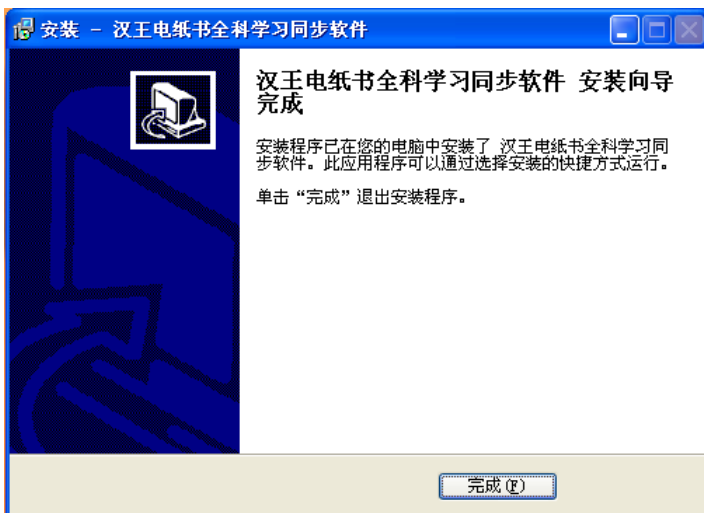 安装 - 汉王电纸书全科学习同步软件
汉王电纸书全科学习同步软件 安装向导
完成
安装程序已在您的电脑中安装了 汉王电纸书全科学习同
步软件。此应用程序可以通过选择安装的快捷方式运行。
单击“完成”退出安装程序。
完成(F)